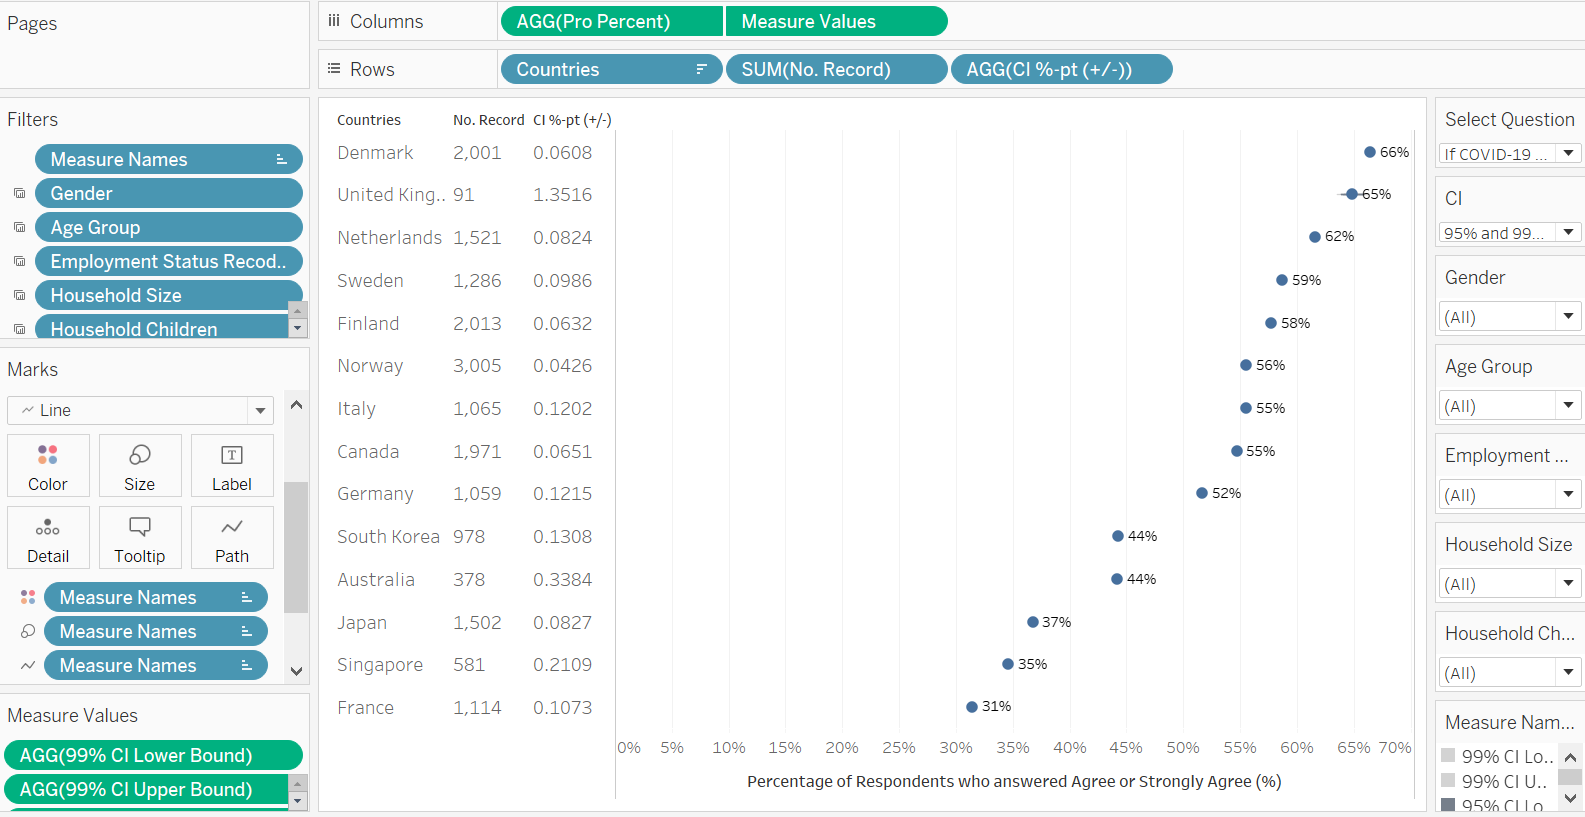 Pages
Columns AGG(Pro Percent) Measure Values
Rows Countries SUM(No. Record) AGG(CI %-pt (+/-))
Filters
Measure Names
Gender
Age Group
Employment Status Recod..
Household Size
Household Children
Marks
Line
Color Size Label
Detail Tooltip Path
Measure Names
Measure Names
Measure Names
Measure Values
AGG(99% CI Lower Bound)
AGG(99% CI Upper Bound)
Countries No. Record CI %-pt (+/-)
Denmark 2,001 0.0608 66%
United King.. 91 1.3516 65%
Netherlands 1,521 0.0824 62%
Sweden 1,286 0.0986 59%
Finland 2,013 0.0632 58%
Norway 3,005 0.0426 56%
Italy 1,065 0.1202 55%
Canada 1,971 0.0651 55%
Germany 1,059 0.1215 52%
South Korea 978 0.1308 44%
Australia 378 0.3384 44%
Japan 1,502 0.0827 37%
Singapore 581 0.2109 35%
France 1,114 0.1073 31%
0% 5% 10% 15% 20% 25% 30% 35% 40% 45% 50% 55% 60% 65% 70%
Percentage of Respondents who answered Agree or Strongly Agree (%)
Select Question
If COVID-19 ...
CI
95% and 99...
Gender
(All)
Age Group
(All)
Employment ...
(All)
Household Size
(All)
Household Ch...
(All)
Measure Nam...
99% CI Lo..
99% CI U..
95% CI Lo